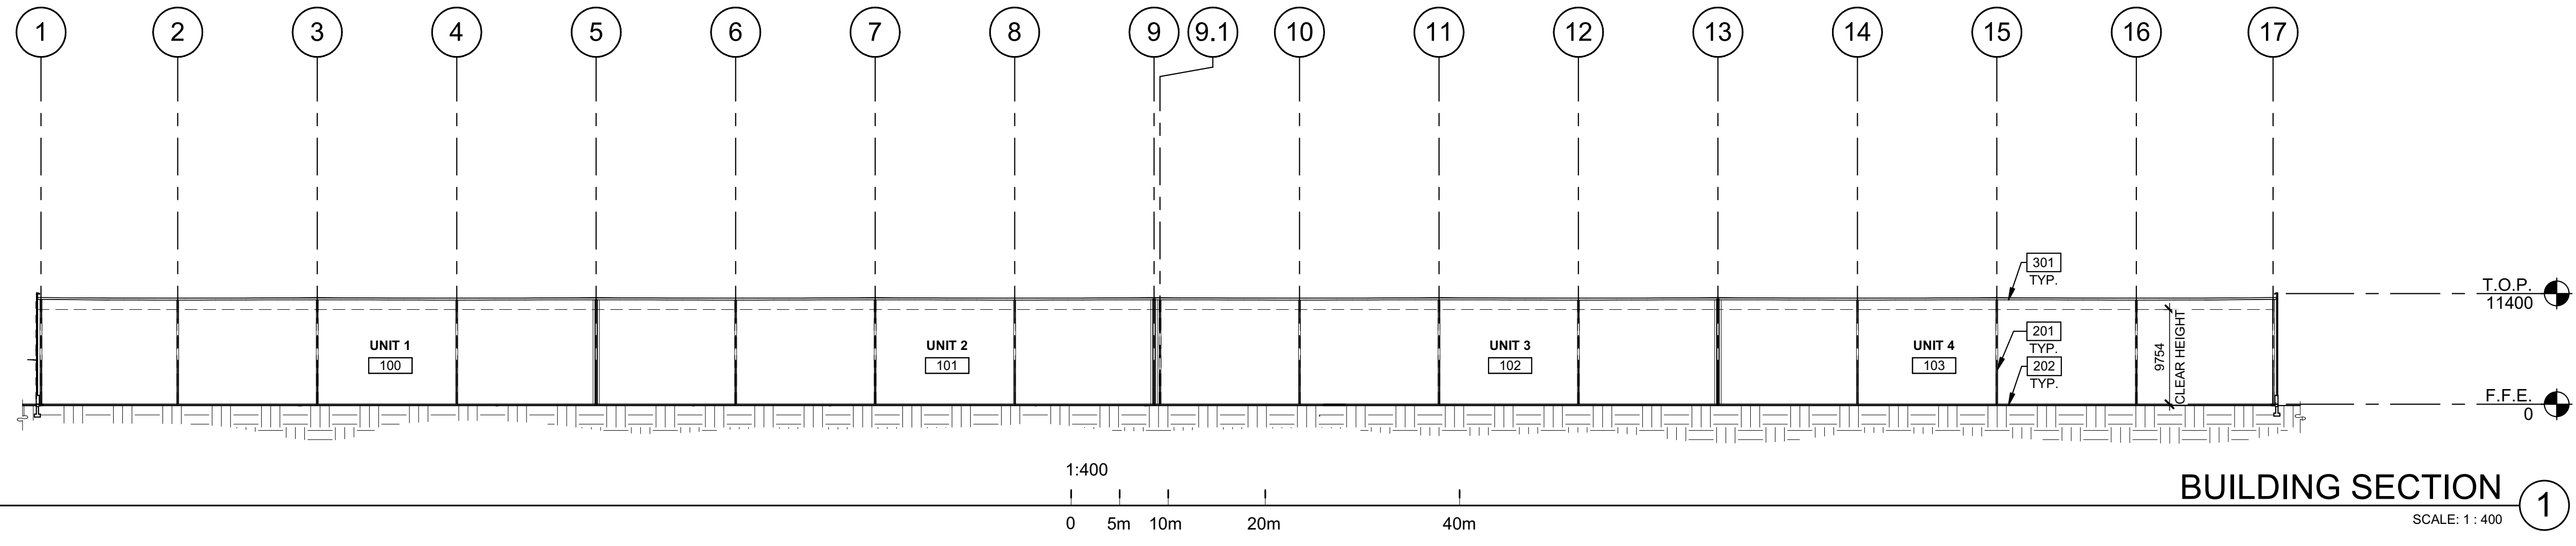 1 2 3 4 5 6 7 8 9 9.1 10 11 12 13 14 15 16 17
301
TYP.
T.O.P.
11400
UNIT 1
100
UNIT 2
101
UNIT 3
102
UNIT 4
103
201
TYP.
202
TYP.
9754
CLEAR HEIGHT
F.F.E.
0
1:400
0 5m 10m 20m 40m
BUILDING SECTION
1
SCALE: 1 : 400